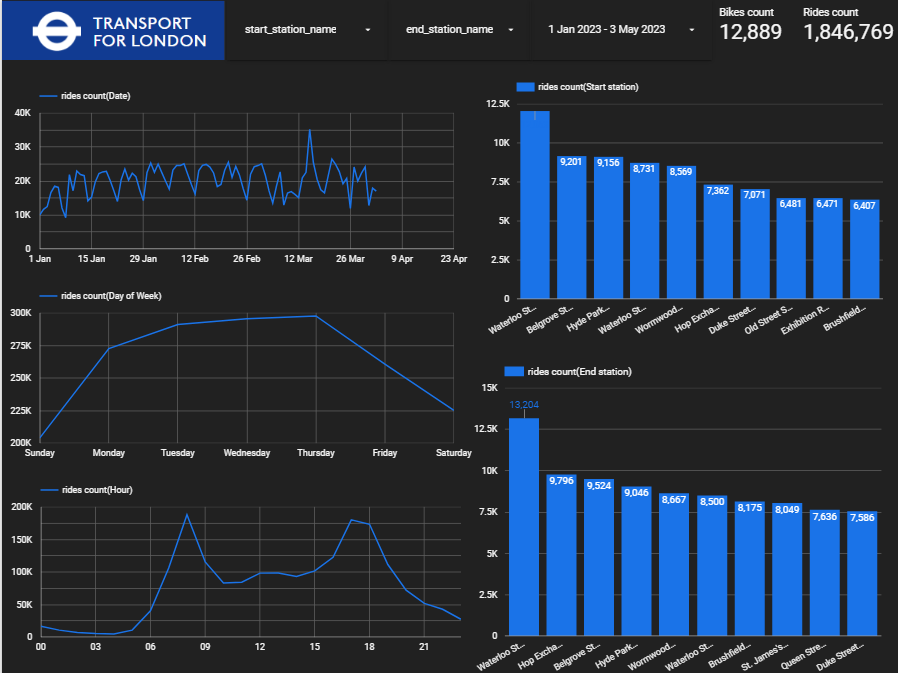 TRANSPORT
FOR LONDON
start_station_name
end_station_name
1 Jan 2023 - 3 May 2023
Bikes count
12,889
Rides count
1,846,769
rides count(Date)
40K
30K
20K
10K
0
1 Jan 15 Jan 29 Jan 12 Feb 26 Feb 12 Mar 26 Mar 9 Apr 23 Apr
rides count(Day of Week)
300K
275K
250K
225K
200K
Sunday Monday Tuesday Wednesday Thursday Friday Saturday
rides count(Hour)
200K
150K
100K
50K
0
00 03 06 09 12 15 18 21
rides count(Start station)
12.5K
10K
7.5K
5K
2.5K
0
9,201 9,156 8,731 8,569 7,362 7,071 6,481 6,471 6,407
Waterloo St... Belgrove St... Hyde Park... Waterloo St... Wormwood... Hop Excha... Duke Street... Old Street S... Exhibition R... Brushfield...
rides count(End station)
15K
12.5K
10K
7.5K
5K
2.5K
0
13,204 9,796 9,524 9,046 8,667 8,500 8,175 8,049 7,636 7,586
Waterloo St... Hop Excha... Belgrove St... Hyde Park... Wormwood... Waterloo St... Brushfield... St. James's... Queen Stre... Duke Street...